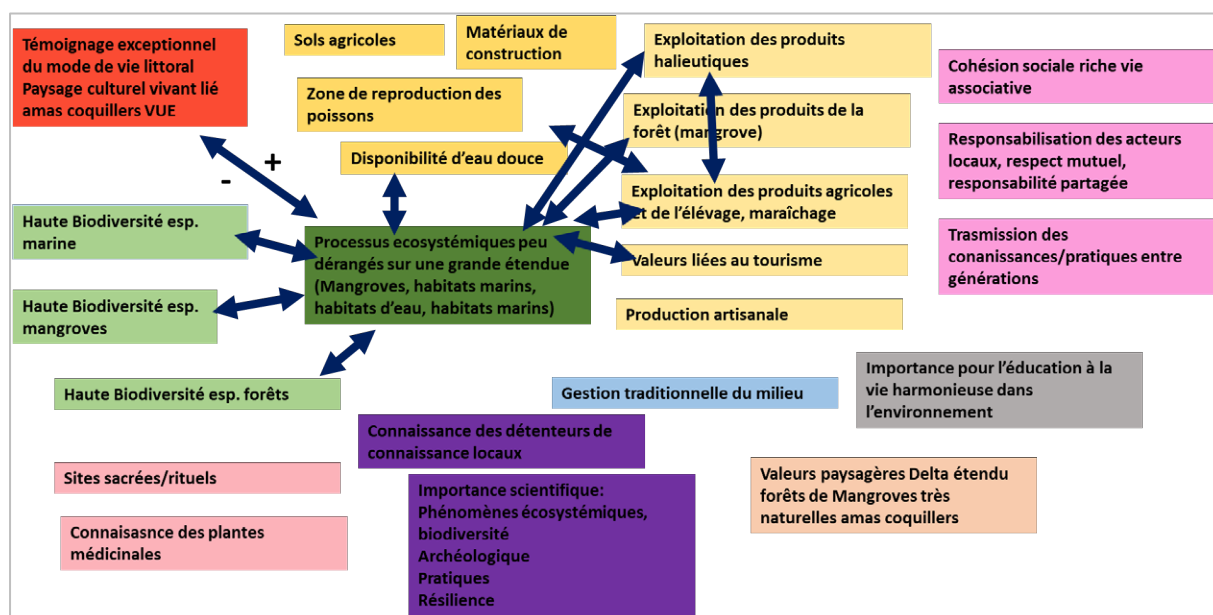 Témoignage exceptionnel
du mode de vie littoral
Paysage culturel vivant lié
amas coquillers VUE
Sols agricoles
Matériaux de
construction
Zone de reproduction des
poissons
Disponibilité d'eau douce
Exploitation des produits
halieutiques
Exploitation des produits de la
forêt (mangrove)
Exploitation des produits agricoles
et de l'élévage, maraîchage
Valeurs liées au tourisme
Production artisanale
Cohésion sociale riche vie
associative
Responsabilisation des acteurs
locaux, respect mutuel,
responsabilité partagée
Trasmission des
conanissances/pratiques entre
générations
+
-
Haute Biodiversité esp.
marine
Haute Biodiversité esp.
mangroves
Processus ecosystémiques peu
dérangés sur une grande étendue
(Mangroves, habitats marins,
habitats d'eau, habitats marins)
Haute Biodiversité esp. forêts
Gestion traditionnelle du milieu
Importance pour l'éducation à la
vie harmonieuse dans
l'environnement
Connaissance des détenteurs de
connaissance locaux
Sites sacrées/rituels
Connaisasnce des plantes
médicinales
Importance scientifique:
Phénomènes écosystémiques,
biodiversité
Archéologique
Pratiques
Résilience
Valeurs paysagères Delta étendu
forêts de Mangroves très
naturelles amas coquillers